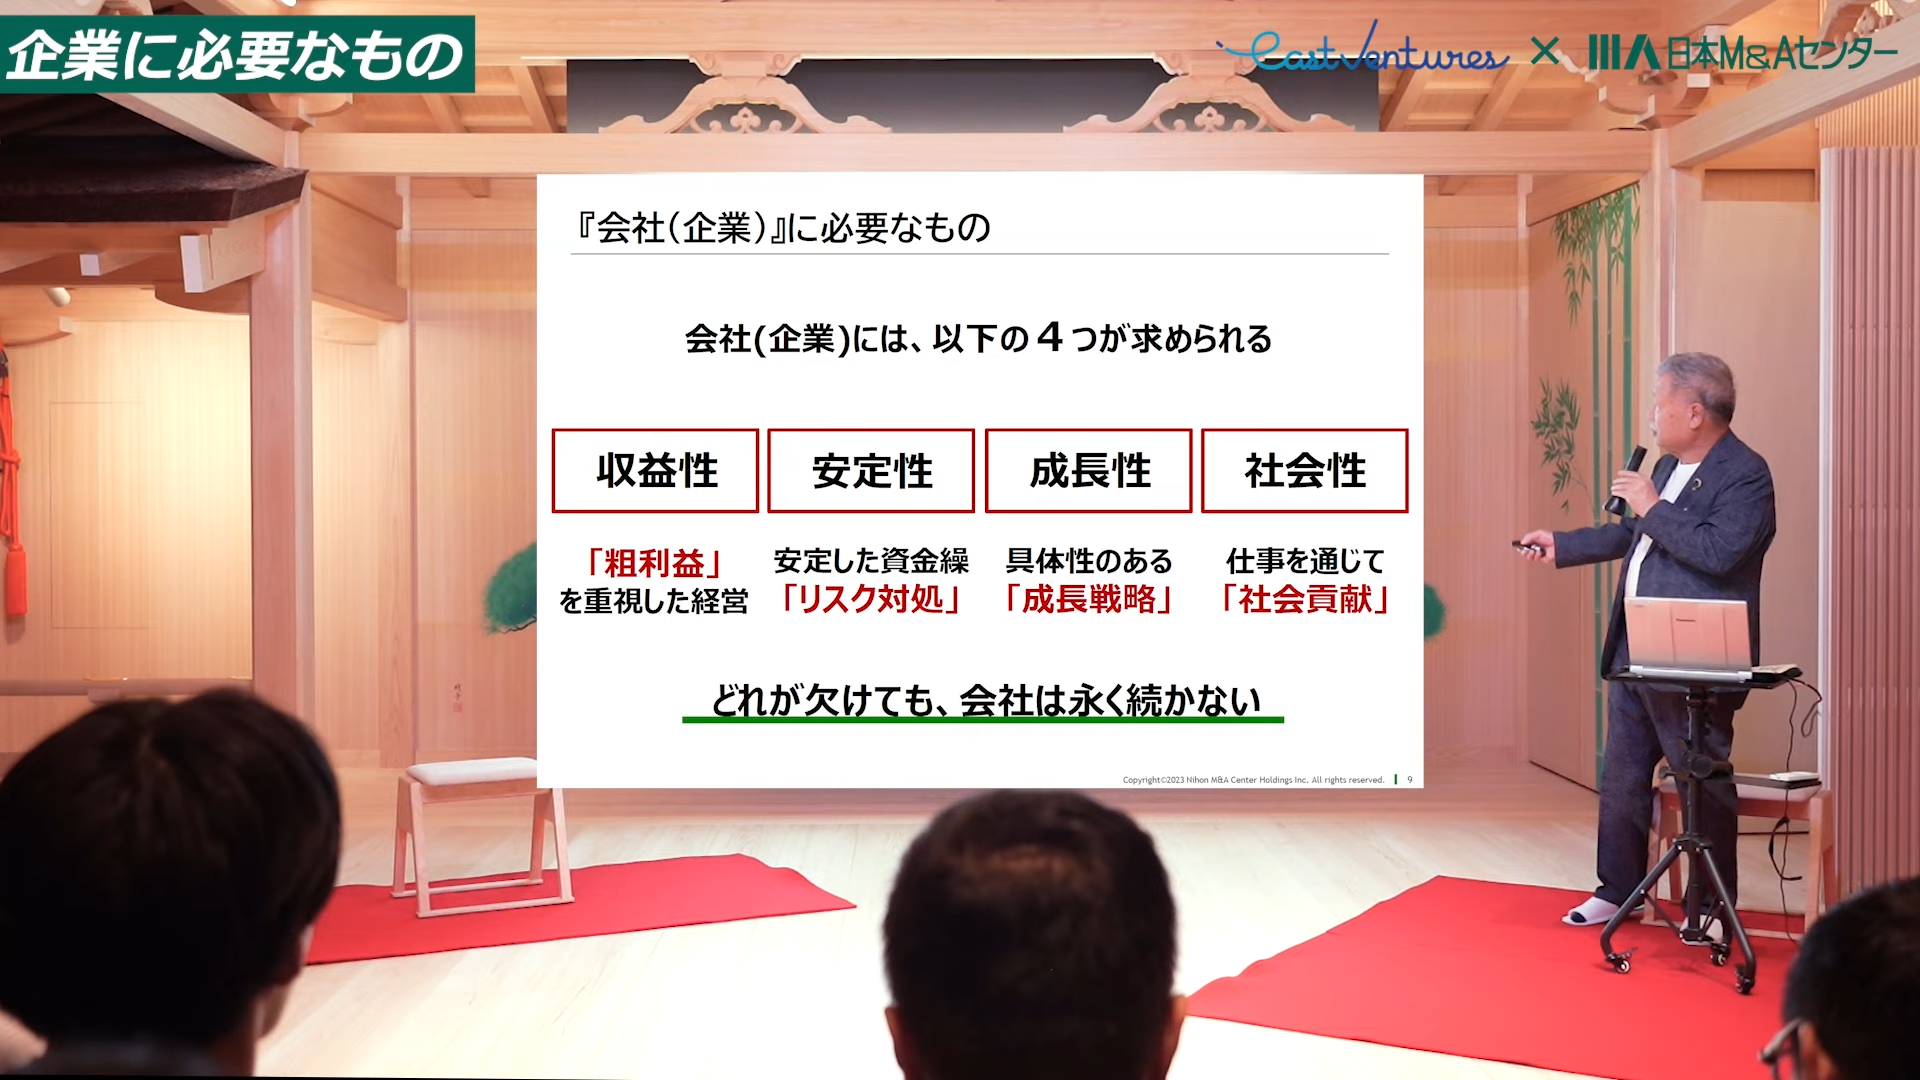 企業に必要なもの
East Ventures × 日本M&Aセンター
『会社(企業)』に必要なもの
会社(企業)には、以下の4つが求められる
収益性
「粗利益」
を重視した経営
安定性
安定した資金繰
「リスク対処」
成長性
具体性のある
「成長戦略」
社会性
仕事を通じて
「社会貢献」
どれが欠けても、会社は永く続かない
Copyright©2023 Nihon M&A Center Holdings Inc. All rights reserved. 9